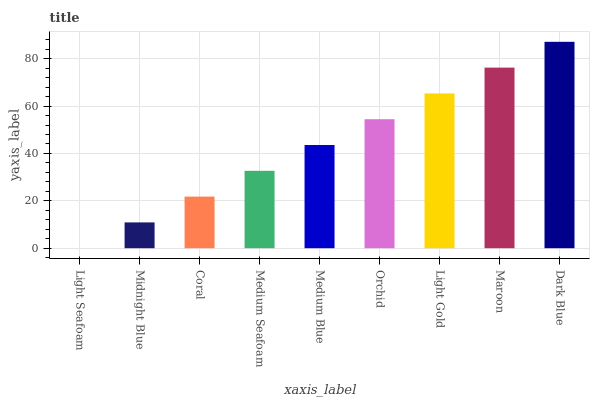 title
yaxis_label
80
60
40
20
0
Light Seafoam
Midnight Blue
Coral
Medium Seafoam
Medium Blue
Orchid
Light Gold
Maroon
Dark Blue
xaxis_label